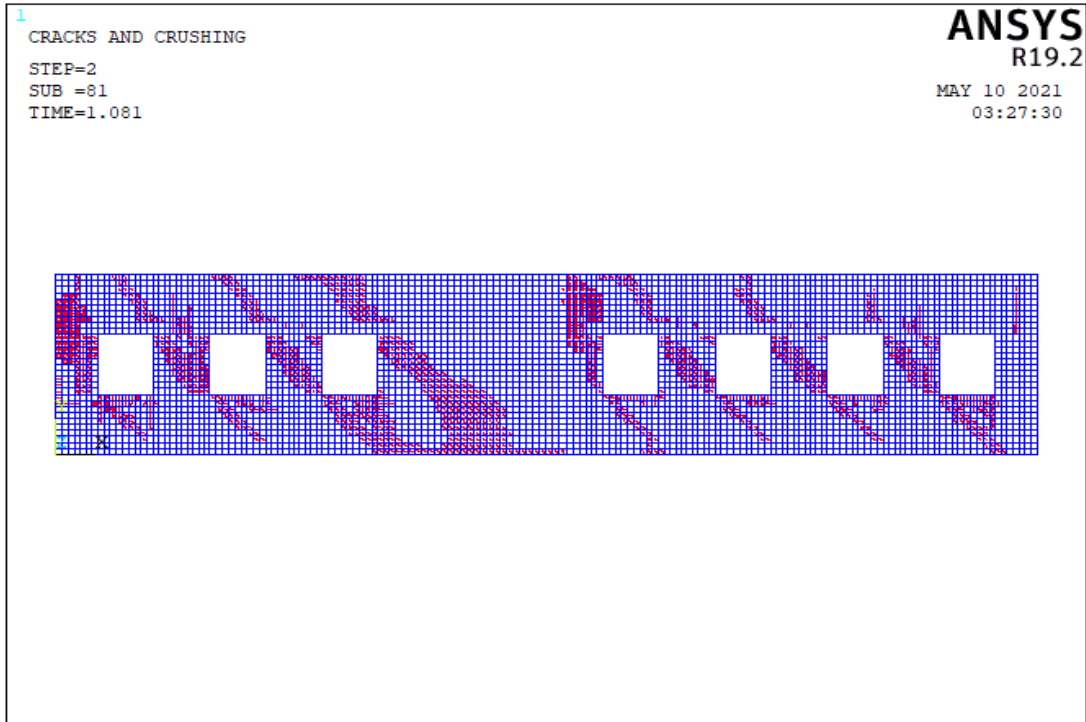 1
CRACKS AND CRUSHING
STEP=2
SUB =81
TIME=1.081
ANSYS
R19.2
MAY 10 2021
03:27:30
Y
Z X